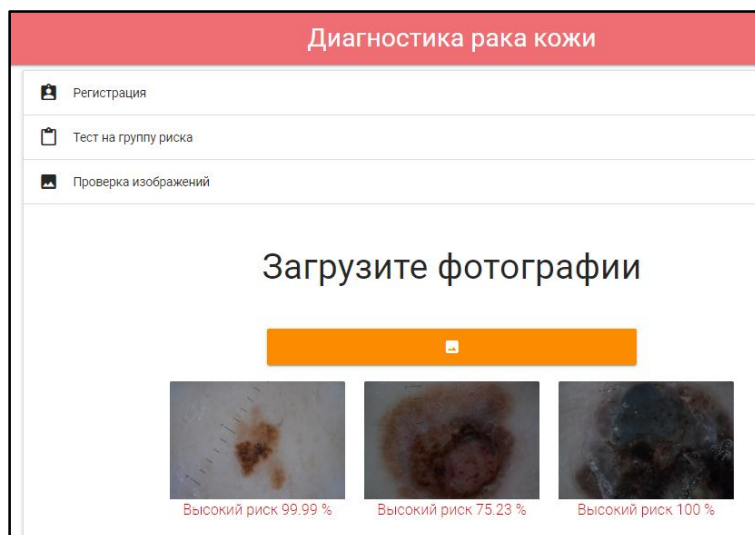 Диагностика рака кожи
Регистрация
Тест на группу риска
Проверка изображений
Загрузите фотографии
Высокий риск 99.99 %
Высокий риск 75.23 %
Высокий риск 100 %